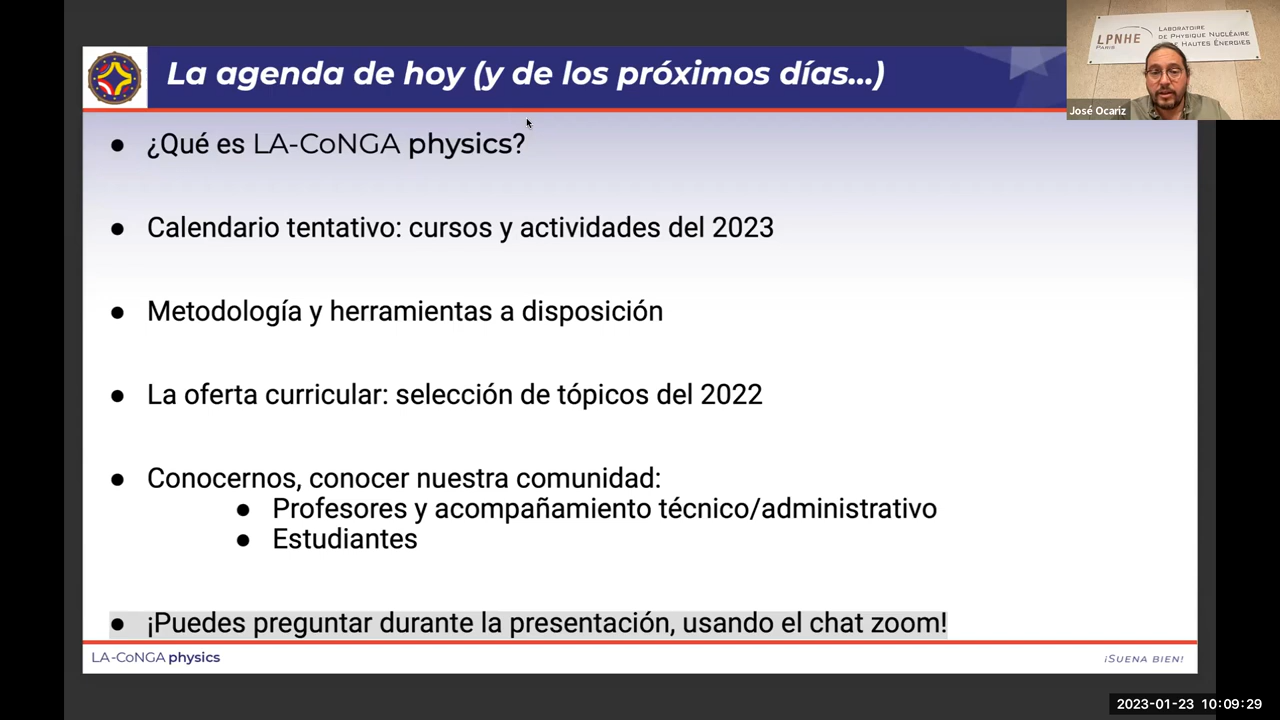 La agenda de hoy (y de los próximos días...)
LPNHE
PARIS
LABORATOIRE
DE PHYSIQUE NUCLÉAIRE
HAUTES ÉNERGIES
José Ocariz
● ¿Qué es LA-CoNGA physics?
● Calendario tentativo: cursos y actividades del 2023
● Metodología y herramientas a disposición
● La oferta curricular: selección de tópicos del 2022
● Conocernos, conocer nuestra comunidad:
● Profesores y acompañamiento técnico/administrativo
● Estudiantes
● ¡Puedes preguntar durante la presentación, usando el chat zoom!
LA-CoNGA physics
¡SUENA BIEN!
2023-01-23 10:09:29